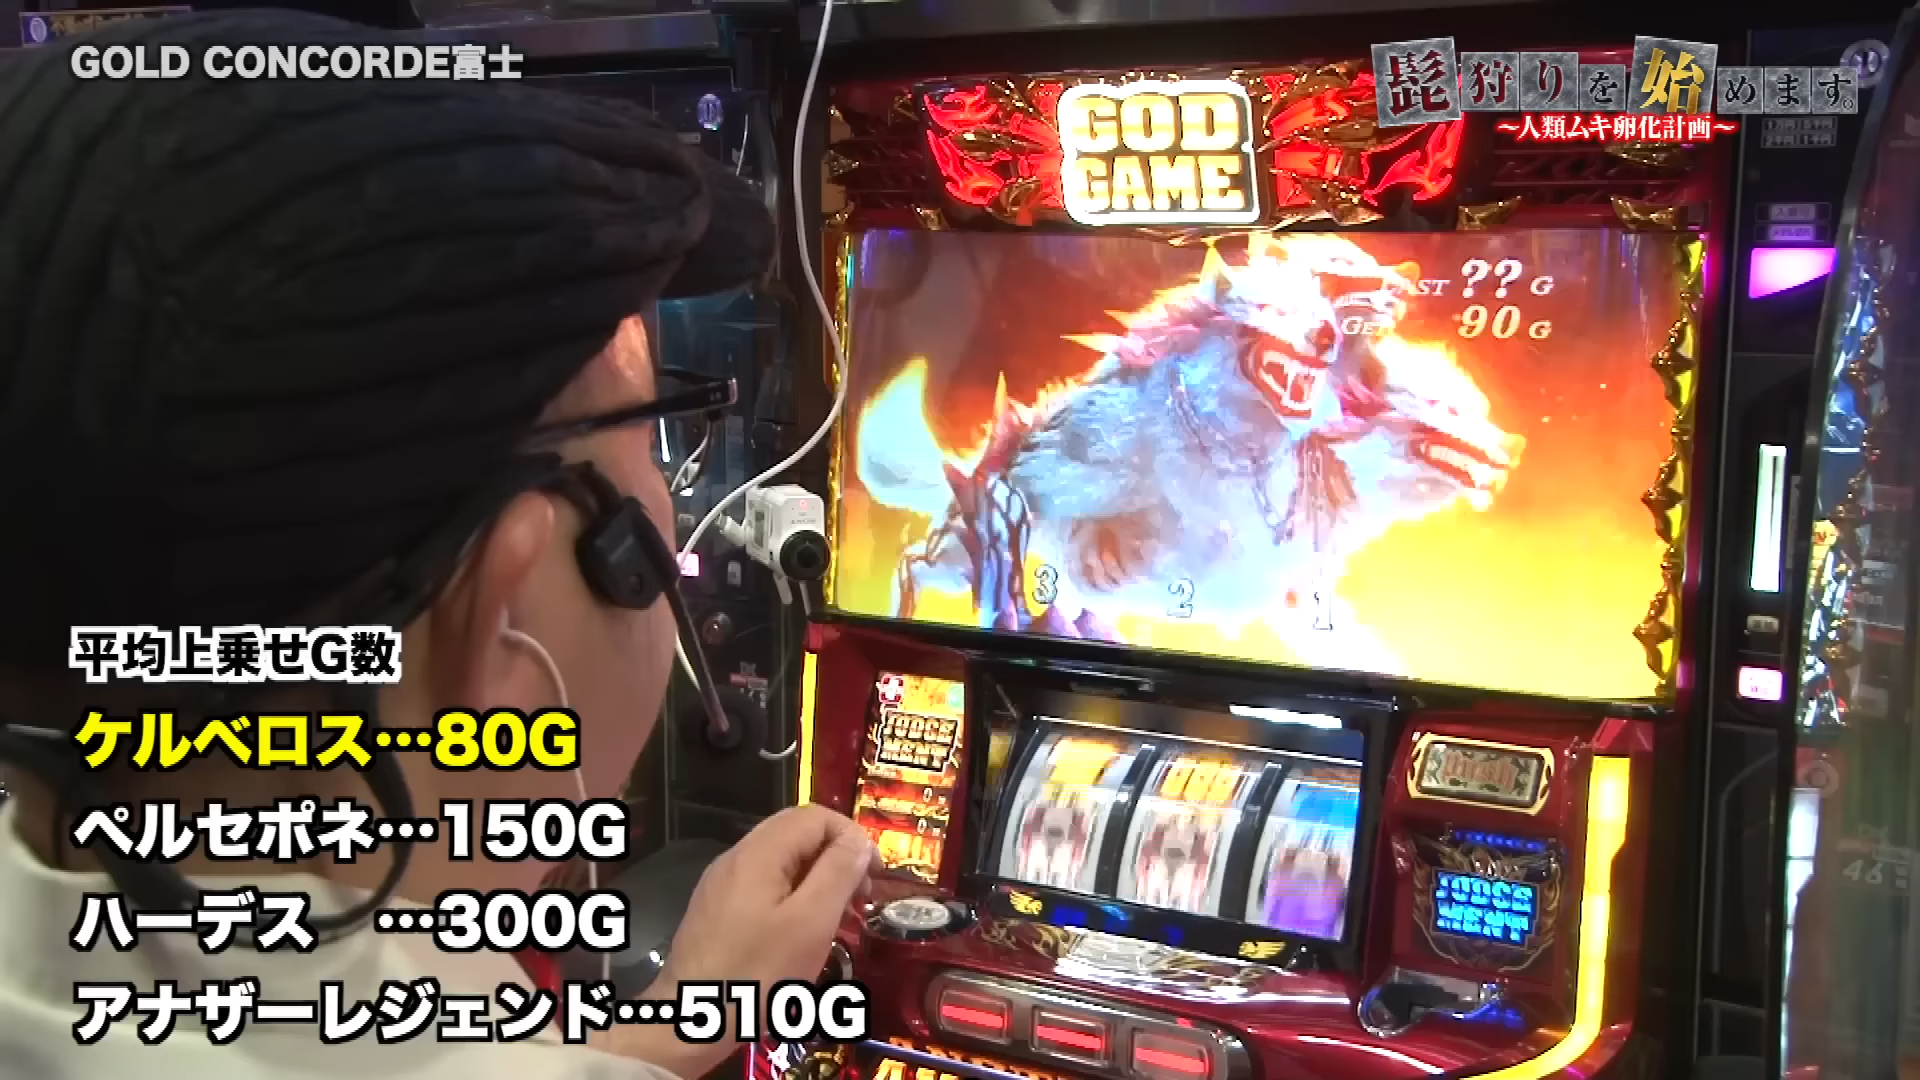 GOLD CONCORDE富士
髭狩りを始めます。
～人類ムキ卵化計画～
GOD
GAME
??G
90G
3 2 1
平均上乗せG数
ケルベロス…80G
ペルセポネ…150G
ハーデス　…300G
アナザーレジェンド…510G
JUDGE
MENT
push
JUDGE
MENT
46